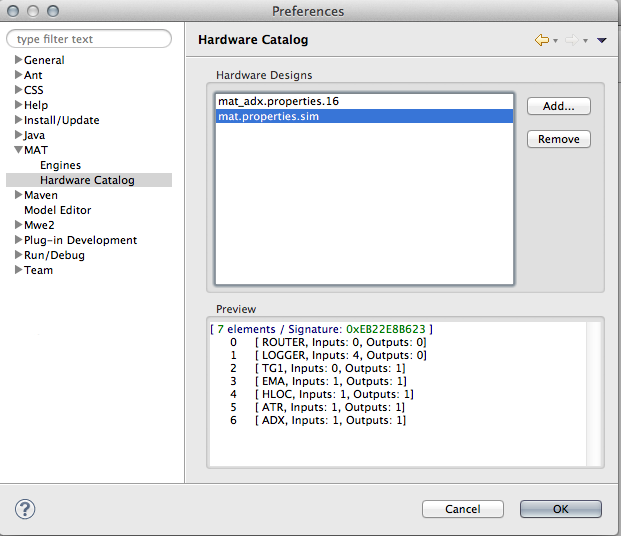 Preferences
type filter text
General
Ant
CSS
Help
Install/Update
Java
MAT
Engines
Hardware Catalog
Maven
Model Editor
Mwe2
Plug-in Development
Run/Debug
Team
Hardware Catalog
Hardware Designs
mat_adx.properties.16
mat.properties.sim
Add...
Remove
Preview
[ 7 elements / Signature: 0xEB22E8B623 ]
0 [ ROUTER, Inputs: 0, Outputs: 0]
1 [ LOGGER, Inputs: 4, Outputs: 0]
2 [ TG1, Inputs: 0, Outputs: 1]
3 [ EMA, Inputs: 1, Outputs: 1]
4 [ HLOC, Inputs: 1, Outputs: 1]
5 [ ATR, Inputs: 1, Outputs: 1]
6 [ ADX, Inputs: 1, Outputs: 1]
?
Cancel
OK